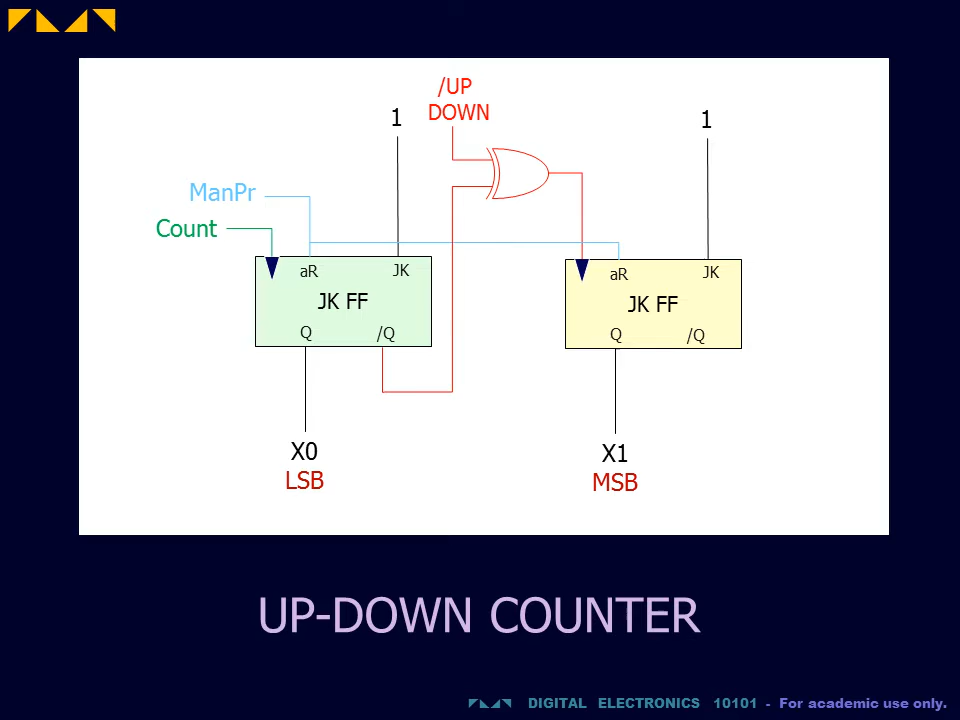 /UP
DOWN
1
1
ManPr
Count
aR
JK
JK FF
Q
/Q
aR
JK
JK FF
Q
/Q
X0
LSB
X1
MSB
UP-DOWN COUNTER
DIGITAL ELECTRONICS 10101 - For academic use only.